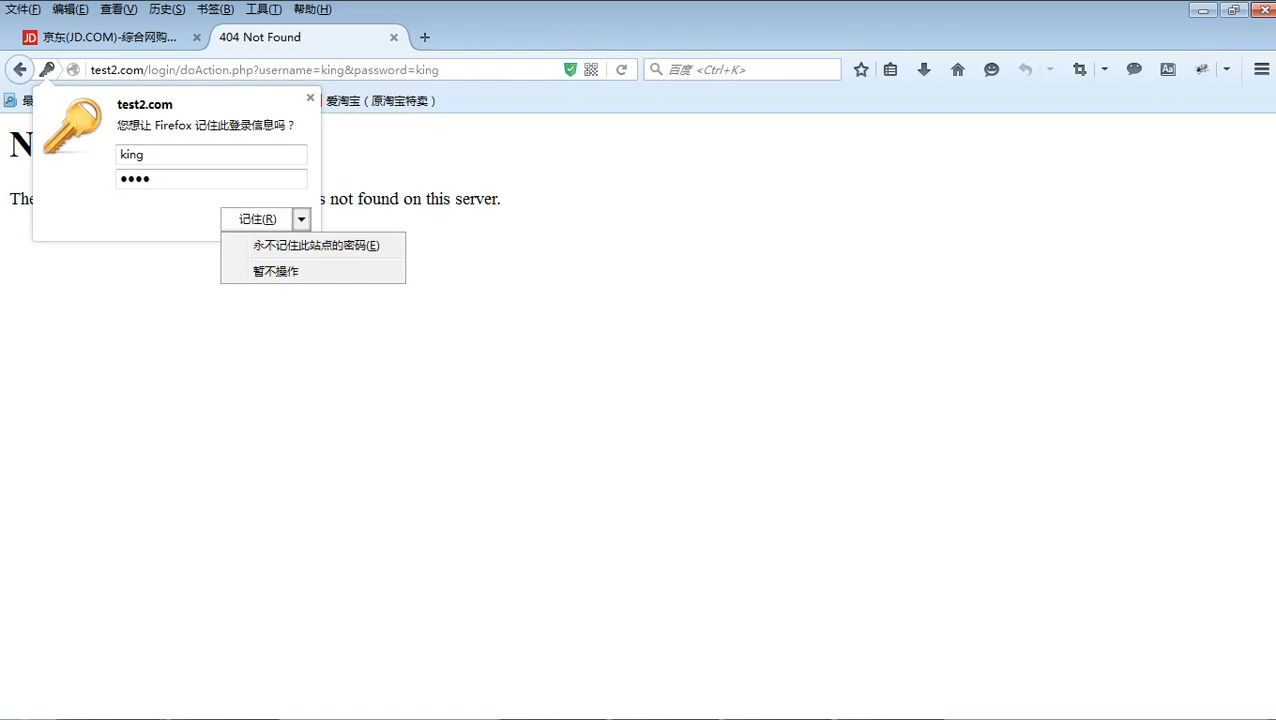 文件(F) 编辑(E) 查看(V) 历史(S) 书签(B) 工具(T) 帮助(H)
JD 京东(JD.COM)-综合网购... 404 Not Found
test2.com/login/doAction.php?username=king&password=king 百度 <Ctrl+K>
爱淘宝（原淘宝特卖）
test2.com
您想让 Firefox 记住此登录信息吗？
king
The
s not found on this server.
记住(R)
永不记住此站点的密码(E)
暂不操作